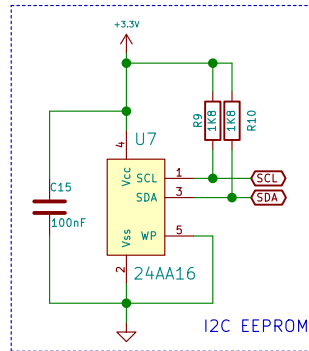 +3.3V
R9
1K8
1K8
R10
U7
4
Vcc
SCL
1
SCL
SDA
3
SDA
C15
100nF
WP
5
Vss
2
24AA16
I2C EEPROM